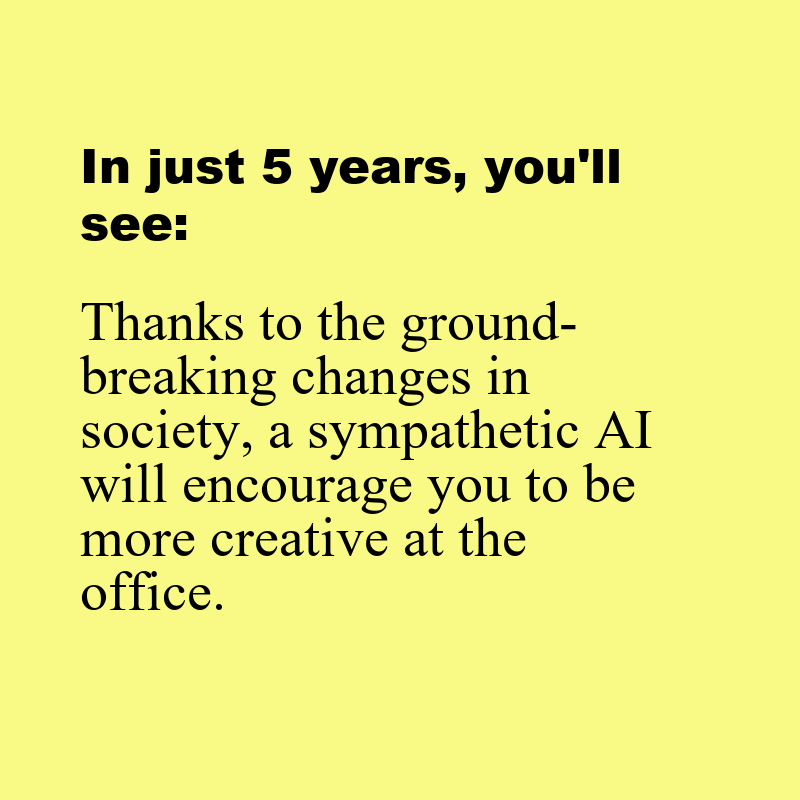 In just 5 years, you'll
see:
Thanks to the ground-
breaking changes in
society, a sympathetic AI
will encourage you to be
more creative at the
office.